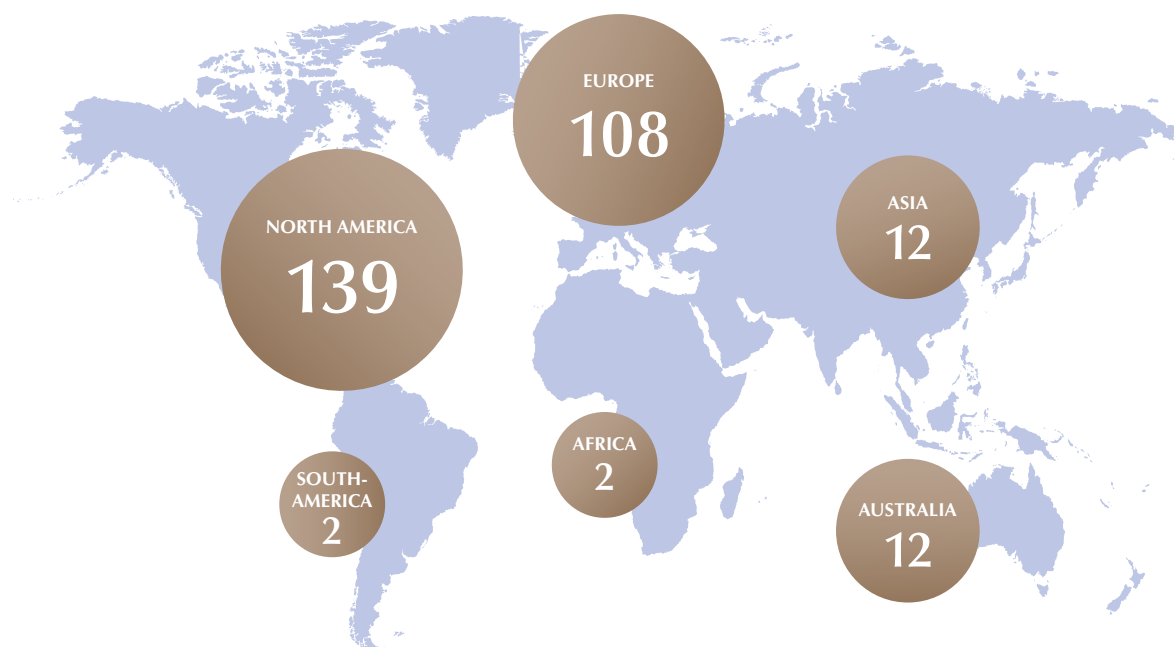 EUROPE
108
NORTH AMERICA
139
ASIA
12
SOUTH-
AMERICA
2
AFRICA
2
AUSTRALIA
12